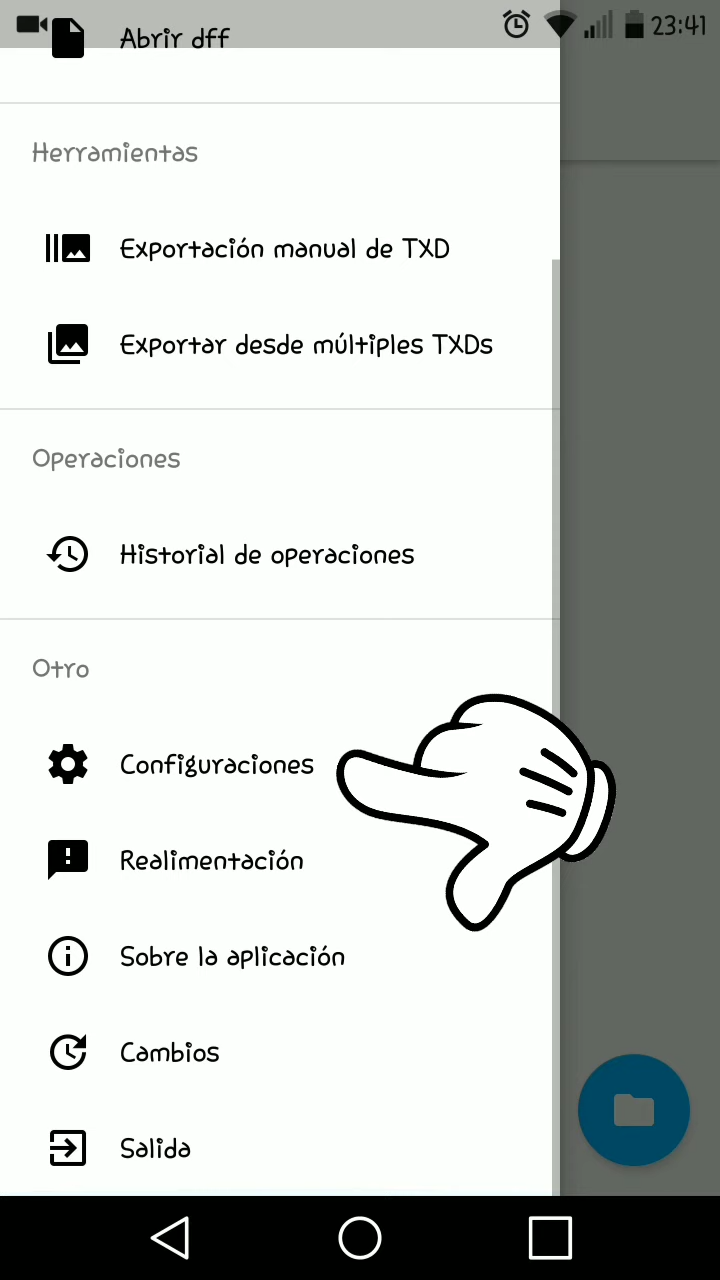 23:41
Abrir dff
Herramientas
Exportación manual de TXD
Exportar desde múltiples TXDs
Operaciones
Historial de operaciones
Otro
Configuraciones
Realimentación
Sobre la aplicación
Cambios
Salida